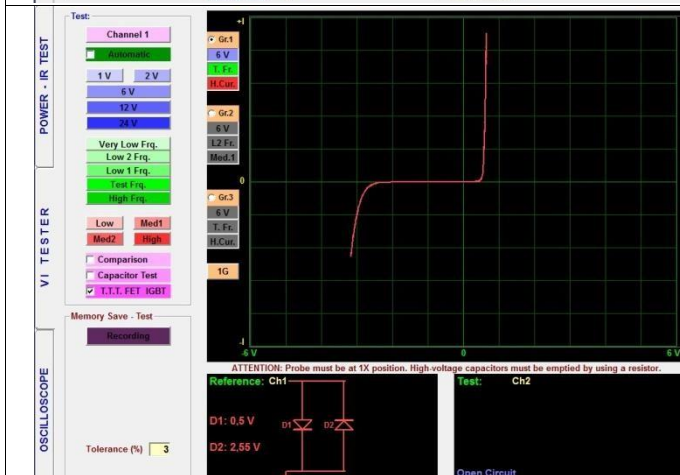 POWER - IR TEST
VI TESTER
OSCILLOSCOPE
Test:
Channel 1
Automatic
1 V
2 V
6 V
12 V
24 V
Very Low Frq.
Low 2 Frq.
Low 1 Frq.
Test Frq.
High Frq.
Low
Med1
Med2
High
Comparison
Capacitor Test
T.T.T. FET IGBT
Memory Save - Test
Recording
Tolerance (%) 3
Gr.1
6 V
T. Fr.
H.Cur.
Gr.2
6 V
L2 Fr.
Med.1
Gr.3
6 V
T. Fr.
H.Cur.
1G
+I
0
-I
-6 V
0
6 V
ATTENTION: Probe must be at 1X position. High-voltage capacitors must be emptied by using a resistor.
Reference: Ch1
D1: 0,5 V
D2: 2,55 V
D1
D2
Test: Ch2
Open Circuit